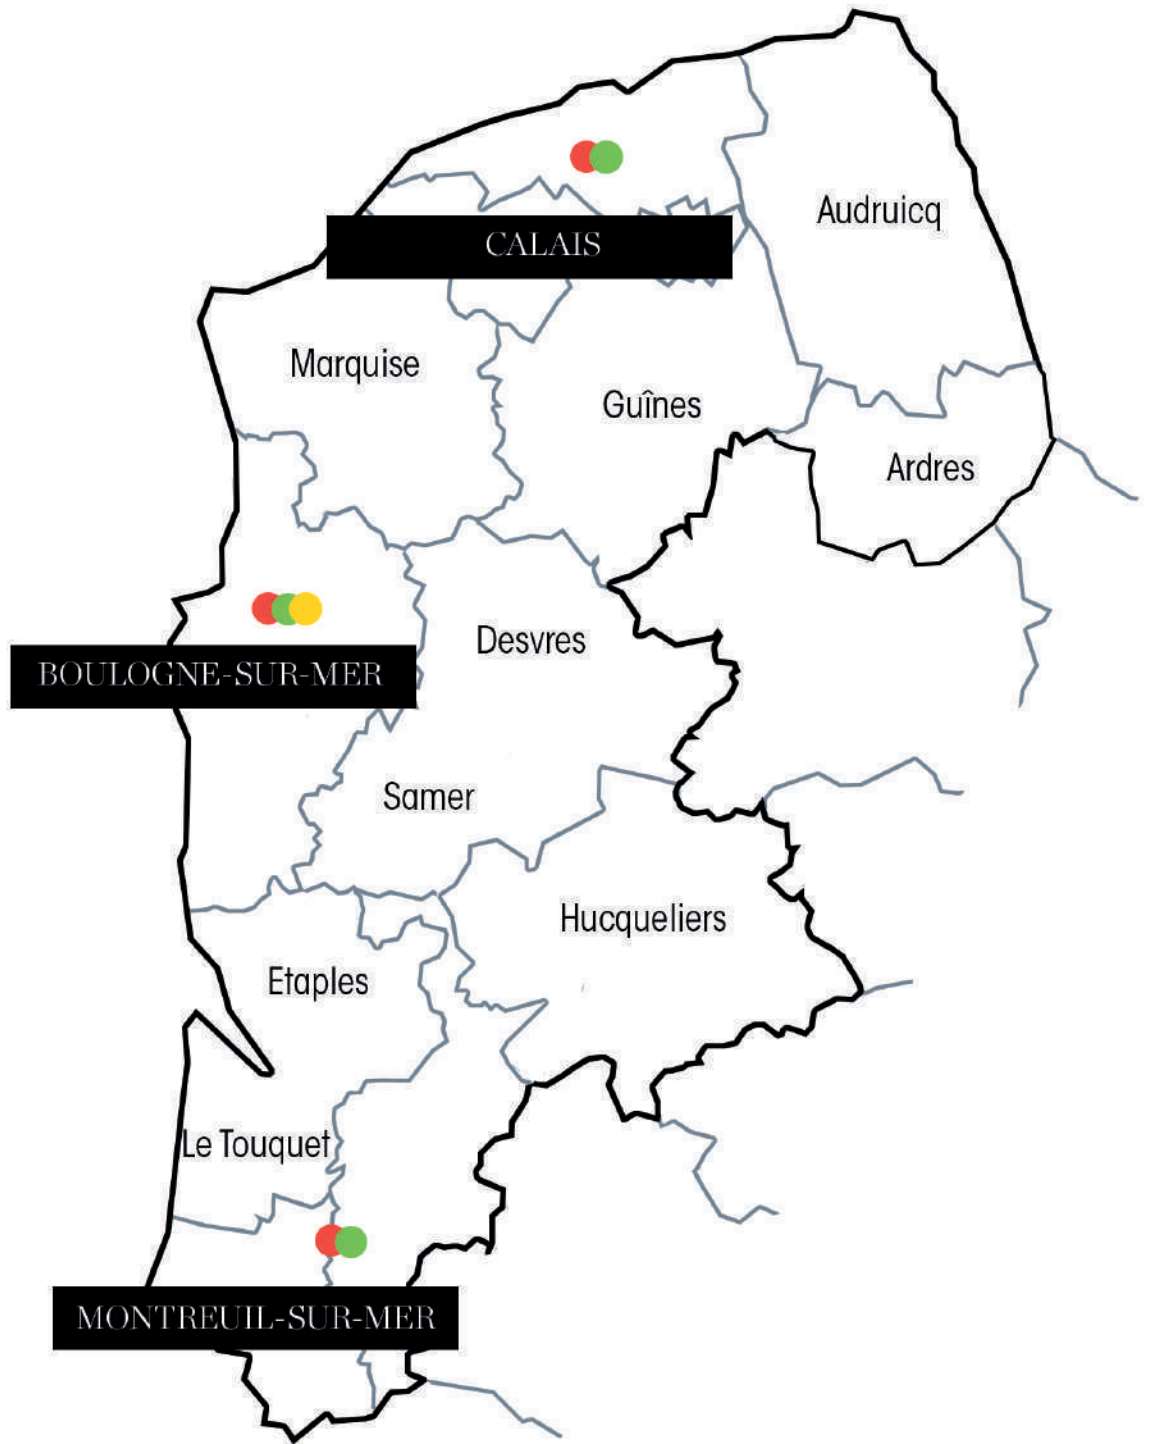 Audruicq
CALAIS
Marquise
Guînes
Ardres
Desvres
BOULOGNE-SUR-MER
Samer
Hucqueliers
Etaples
Le Touquet
MONTREUIL-SUR-MER